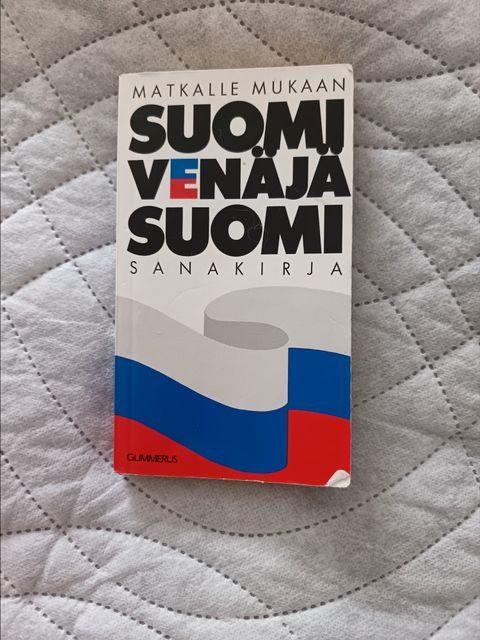 MATKALLE MUKAAN
SUOMI
VENÄJÄ
SUOMI
SANAKIRJA
GUMMERUS